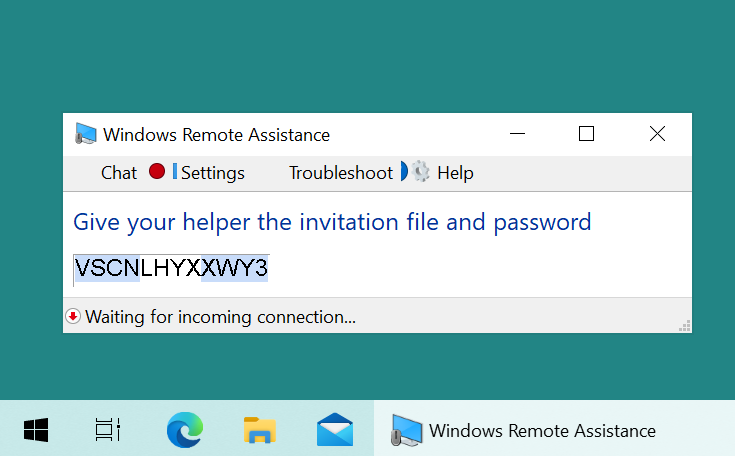 Windows Remote Assistance
Chat Settings Troubleshoot Help
Give your helper the invitation file and password
VSCNLHYXXWY3
Waiting for incoming connection...
Windows Remote Assistance